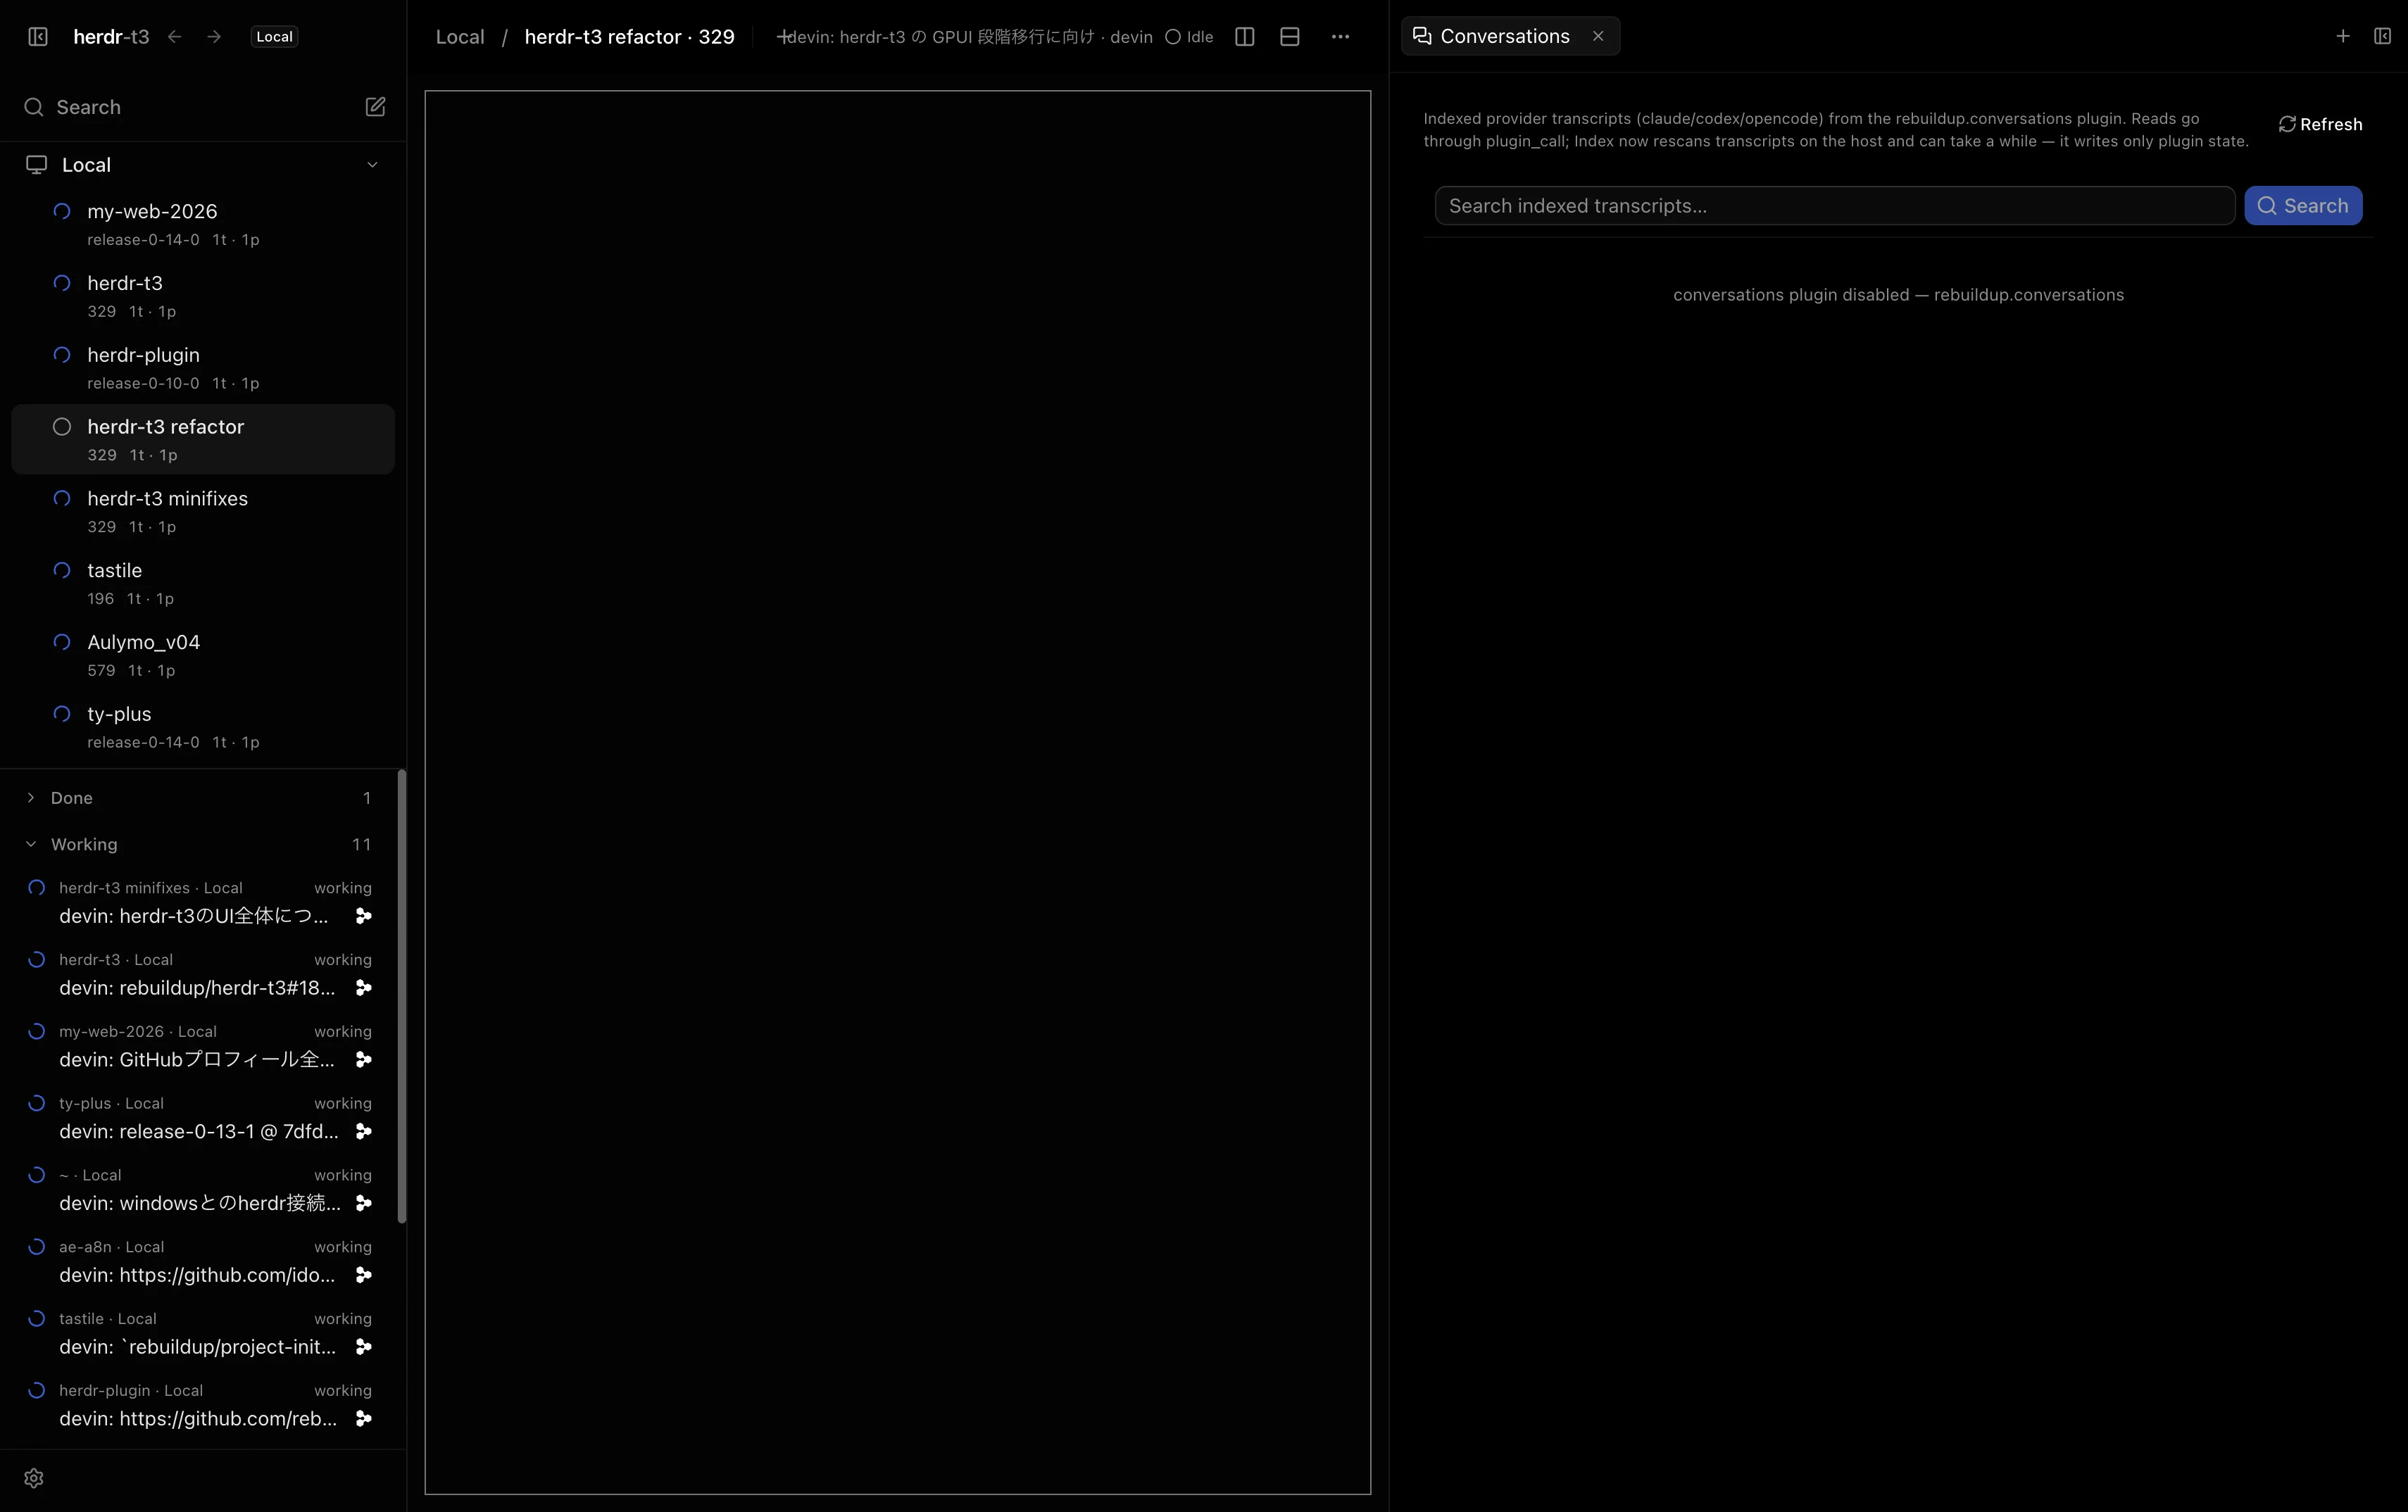 herdr-t3
Local
Search
Local
my-web-2026
release-0-14-0 1t · 1p
herdr-t3
329 1t · 1p
herdr-plugin
release-0-10-0 1t · 1p
herdr-t3 refactor
329 1t · 1p
herdr-t3 minifixes
329 1t · 1p
tastile
196 1t · 1p
Aulymo_v04
579 1t · 1p
ty-plus
release-0-14-0 1t · 1p
Done 1
Working 11
herdr-t3 minifixes · Local working
devin: herdr-t3のUI全体につ...
herdr-t3 · Local working
devin: rebuildup/herdr-t3#18...
my-web-2026 · Local working
devin: GitHubプロフィール全...
ty-plus · Local working
devin: release-0-13-1 @ 7dfd...
~ · Local working
devin: windowsとのherdr接続...
ae-a8n · Local working
devin: https://github.com/ido...
tastile · Local working
devin: `rebuildup/project-init...
herdr-plugin · Local working
devin: https://github.com/reb...
Local / herdr-t3 refactor · 329
devin: herdr-t3 の GPUI 段階移行に向け · devin Idle
Conversations
Indexed provider transcripts (claude/codex/opencode) from the rebuildup.conversations plugin. Reads go
through plugin_call; Index now rescans transcripts on the host and can take a while — it writes only plugin state.
Refresh
Search indexed transcripts...
Search
conversations plugin disabled — rebuildup.conversations